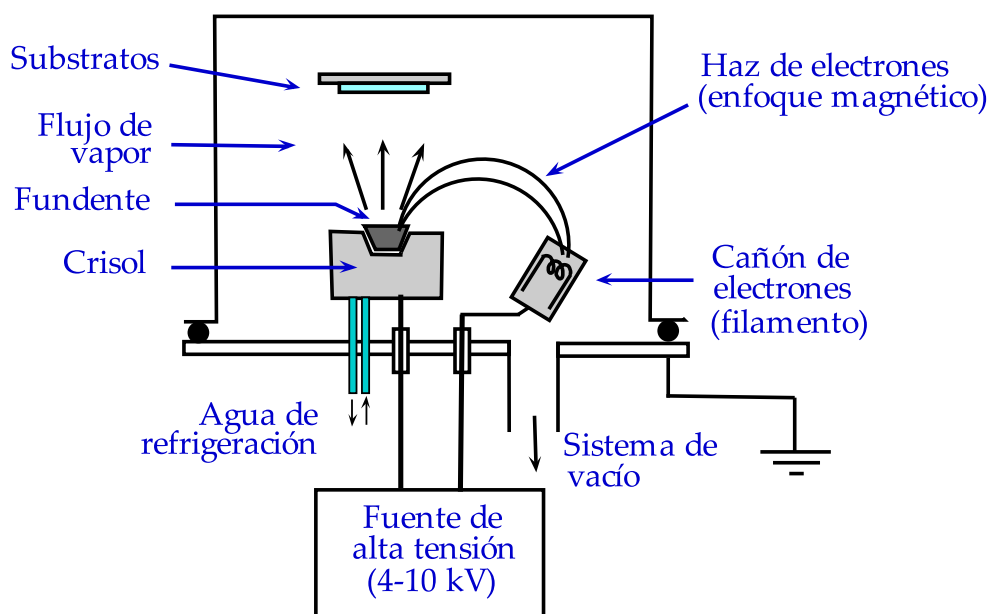 Substratos
Flujo de
vapor
Fundente
Crisol
Haz de electrones
(enfoque magnético)
Cañón de
electrones
(filamento)
Agua de
refrigeración
Sistema de
vacío
Fuente de
alta tensión
(4-10 kV)